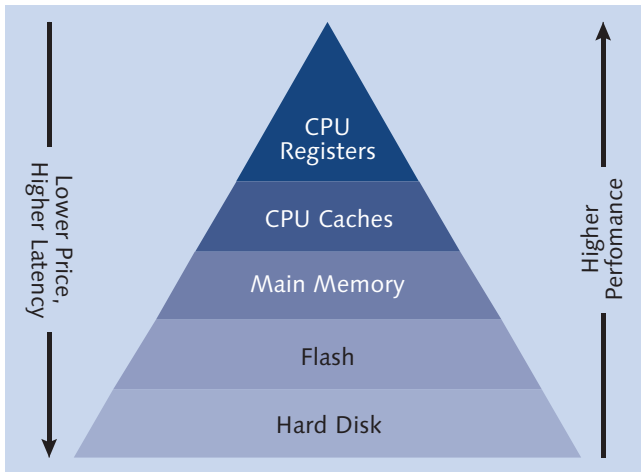 Lower Price,
Higher Latency
CPU
Registers
CPU Caches
Main Memory
Flash
Hard Disk
Higher
Perfomance